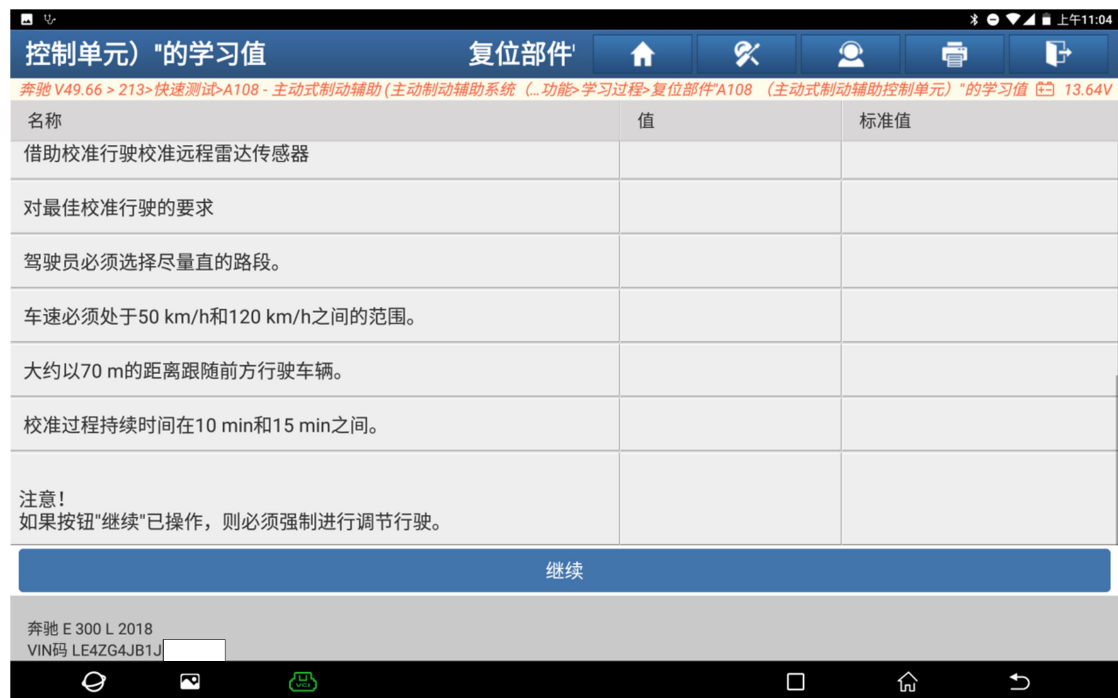 上午11:04
控制单元）"的学习值 复位部件'
奔驰 V49.66 > 213>快速测试>A108 - 主动式制动辅助 (主动制动辅助系统（...功能>学习过程>复位部件"A108 （主动式制动辅助控制单元）"的学习值 13.64V
名称 值 标准值
借助校准行驶校准远程雷达传感器
对最佳校准行驶的要求
驾驶员必须选择尽量直的路段。
车速必须处于50 km/h和120 km/h之间的范围。
大约以70 m的距离跟随前方行驶车辆。
校准过程持续时间在10 min和15 min之间。
注意！
如果按钮"继续"已操作，则必须强制进行调节行驶。
继续
奔驰 E 300 L 2018
VIN码 LE4ZG4JB1J
VCI